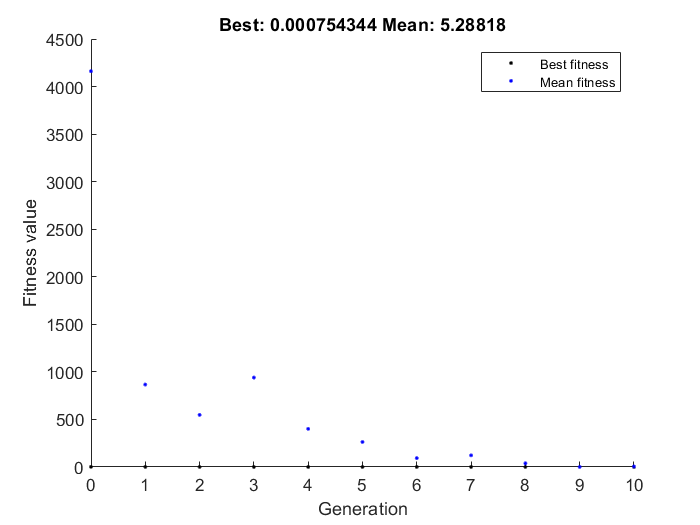 Best: 0.000754344 Mean: 5.28818
4500
4000
3500
3000
2500
2000
1500
1000
500
0
Fitness value
Best fitness
Mean fitness
0 1 2 3 4 5 6 7 8 9 10
Generation